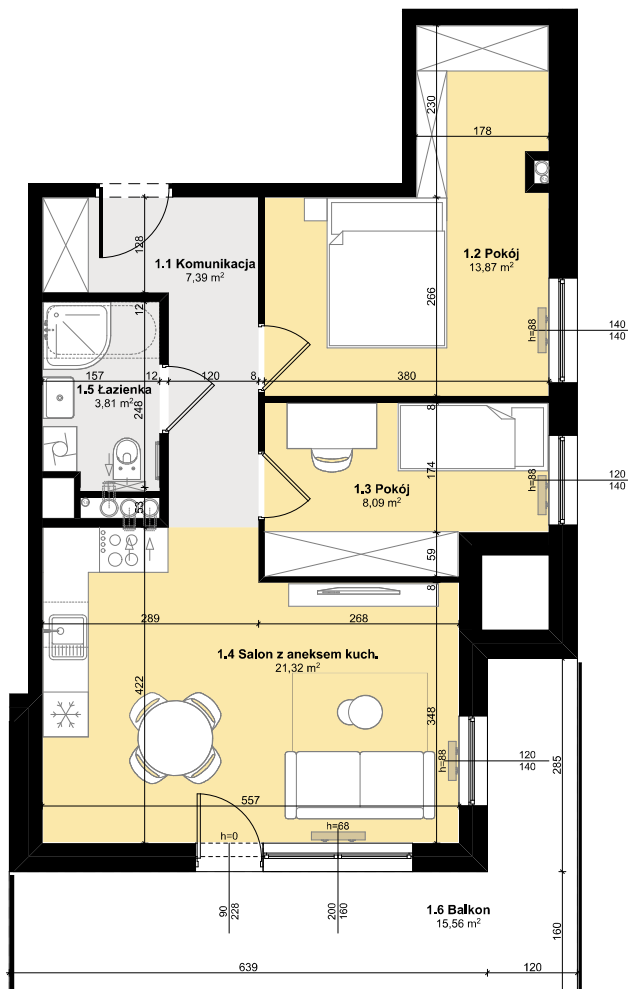 230
178
128
1.1 Komunikacja
7,39 m²
1.2 Pokój
13,87 m²
266
h=88
140
140
12
157
12
120
8
380
1.5 Łazienka
3,81 m²
248
8
174
h=88
120
140
1.3 Pokój
8,09 m²
53
59
8
289
268
1.4 Salon z aneksem kuch.
21,32 m²
422
348
h=88
120
140
285
557
h=0
h=68
90
228
200
160
1.6 Balkon
15,56 m²
160
639
120